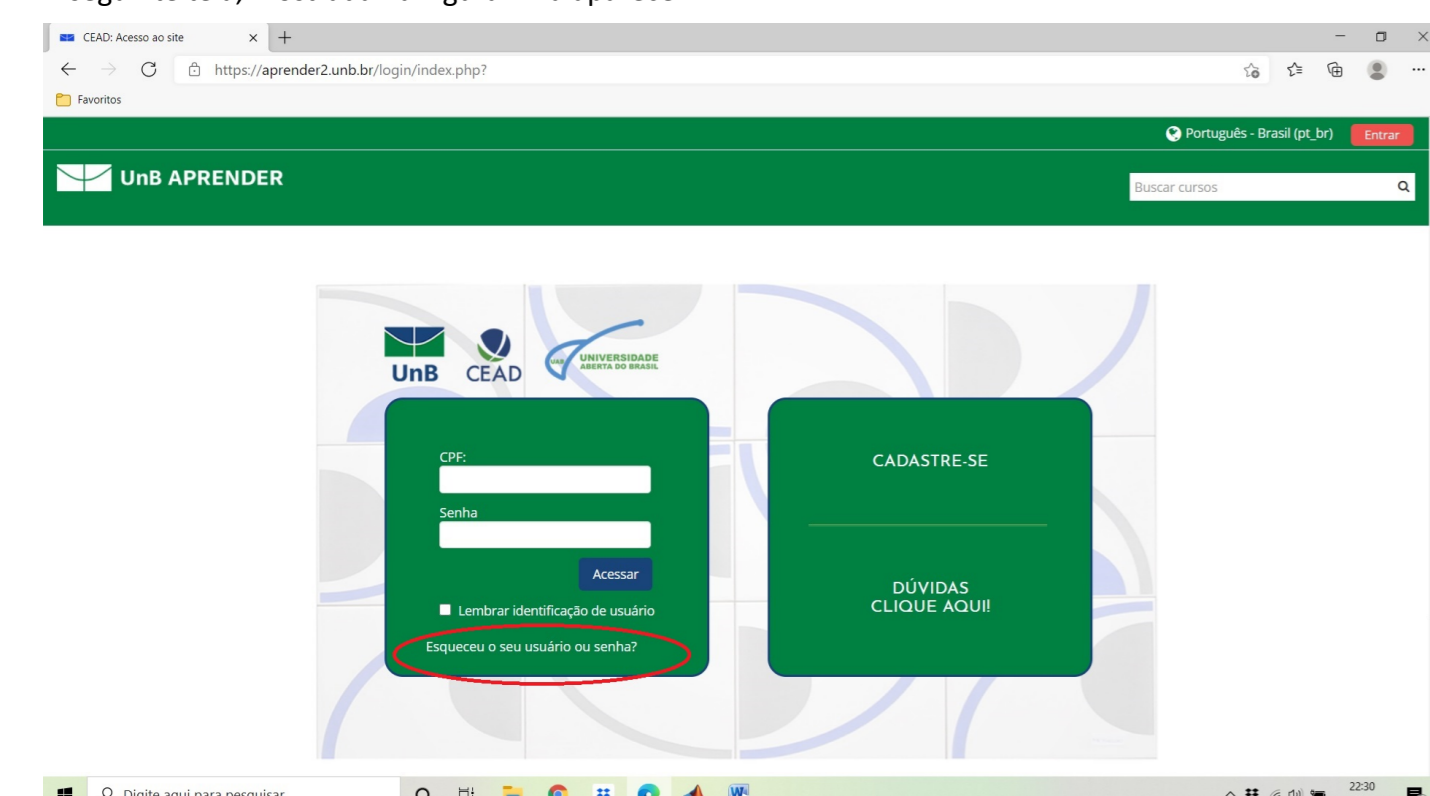 CEAD: Acesso ao site
https://aprender2.unb.br/login/index.php?
Favoritos
Português - Brasil (pt_br) Entrar
UnB APRENDER
Buscar cursos
UnB CEAD UAB UNIVERSIDADE
ABERTA DO BRASIL
CPF:
Senha
Acessar
Lembrar identificação de usuário
Esqueceu o seu usuário ou senha?
CADASTRE-SE
DÚVIDAS
CLIQUE AQUI!
Digite aqui para pesquisar
22:30